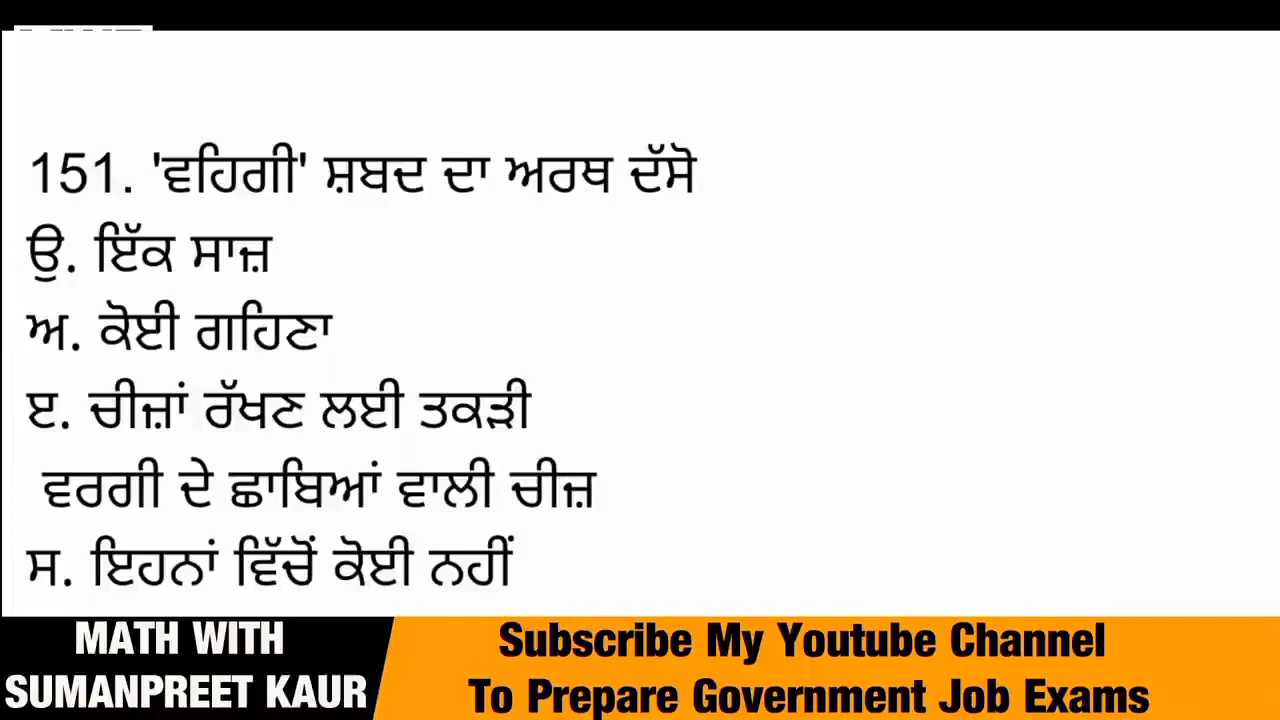 151. 'ਵਹਿਗੀ' ਸ਼ਬਦ ਦਾ ਅਰਥ ਦੱਸੋ
ਉ. ਇੱਕ ਸਾਜ਼
ਅ. ਕੋਈ ਗਹਿਣਾ
ੲ. ਚੀਜ਼ਾਂ ਰੱਖਣ ਲਈ ਤਕੜੀ
ਵਰਗੀ ਦੇ ਛਾਬਿਆਂ ਵਾਲੀ ਚੀਜ਼
ਸ. ਇਹਨਾਂ ਵਿੱਚੋਂ ਕੋਈ ਨਹੀਂ
MATH WITH
SUMANPREET KAUR
Subscribe My Youtube Channel
To Prepare Government Job Exams